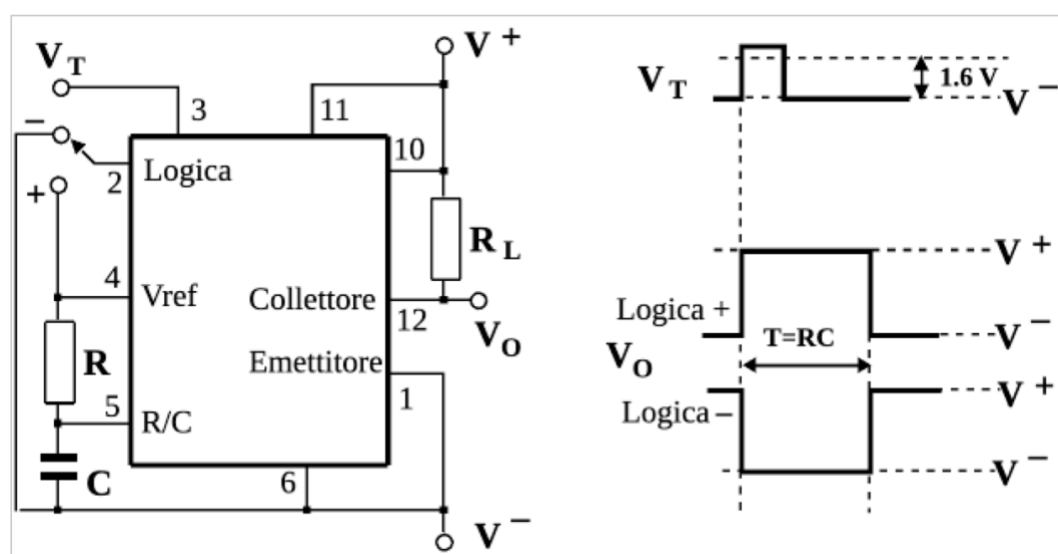 V T
V +
3
11
–
10
Logica
2
+
R L
4
Vref
Collettore
12
V O
R
Emettitore
5
1
R/C
C
6
V –
V T
1.6 V
V –
V +
Logica +
T=RC
V –
V O
V +
Logica –
V –